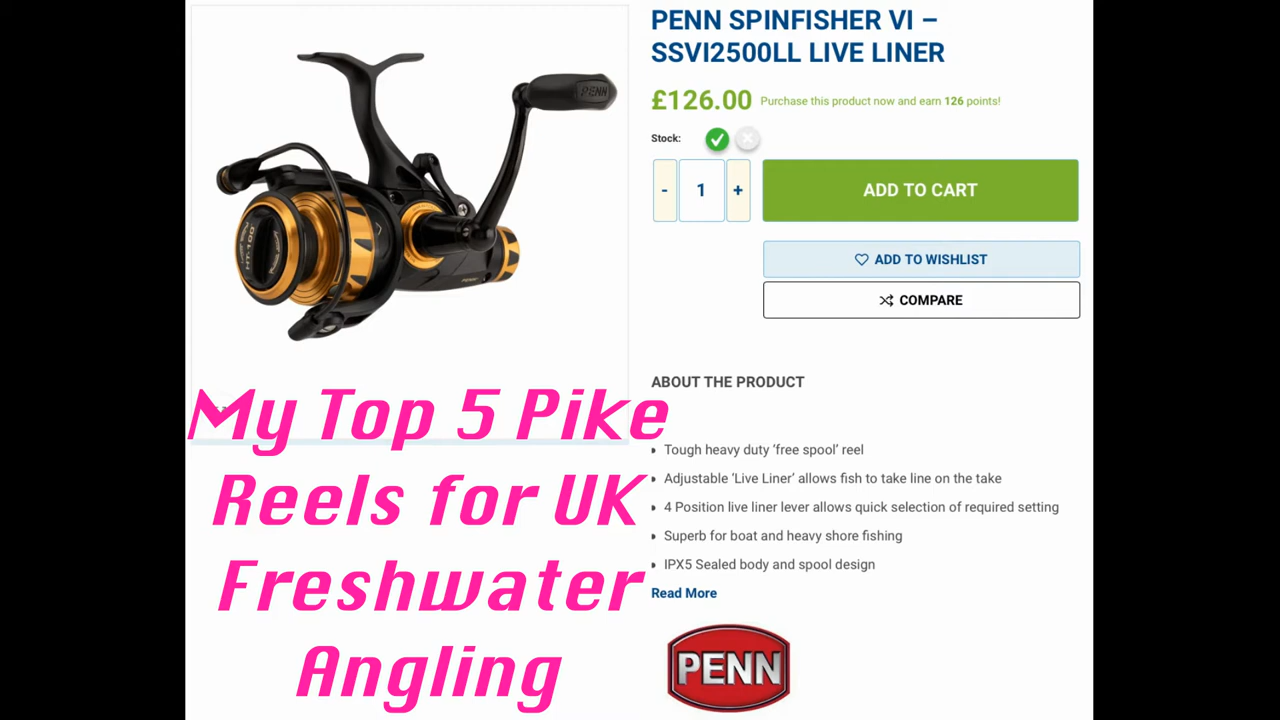 PENN SPINFISHER VI –
SSVI2500LL LIVE LINER
£126.00 Purchase this product now and earn 126 points!
Stock:
- 1 +
ADD TO CART
ADD TO WISHLIST
COMPARE
ABOUT THE PRODUCT
Tough heavy duty ‘free spool’ reel
Adjustable ‘Live Liner’ allows fish to take line on the take
4 Position live liner lever allows quick selection of required setting
Superb for boat and heavy shore fishing
IPX5 Sealed body and spool design
Read More
PENN
PENN
HT-100
My Top 5 Pike
Reels for UK
Freshwater
Angling